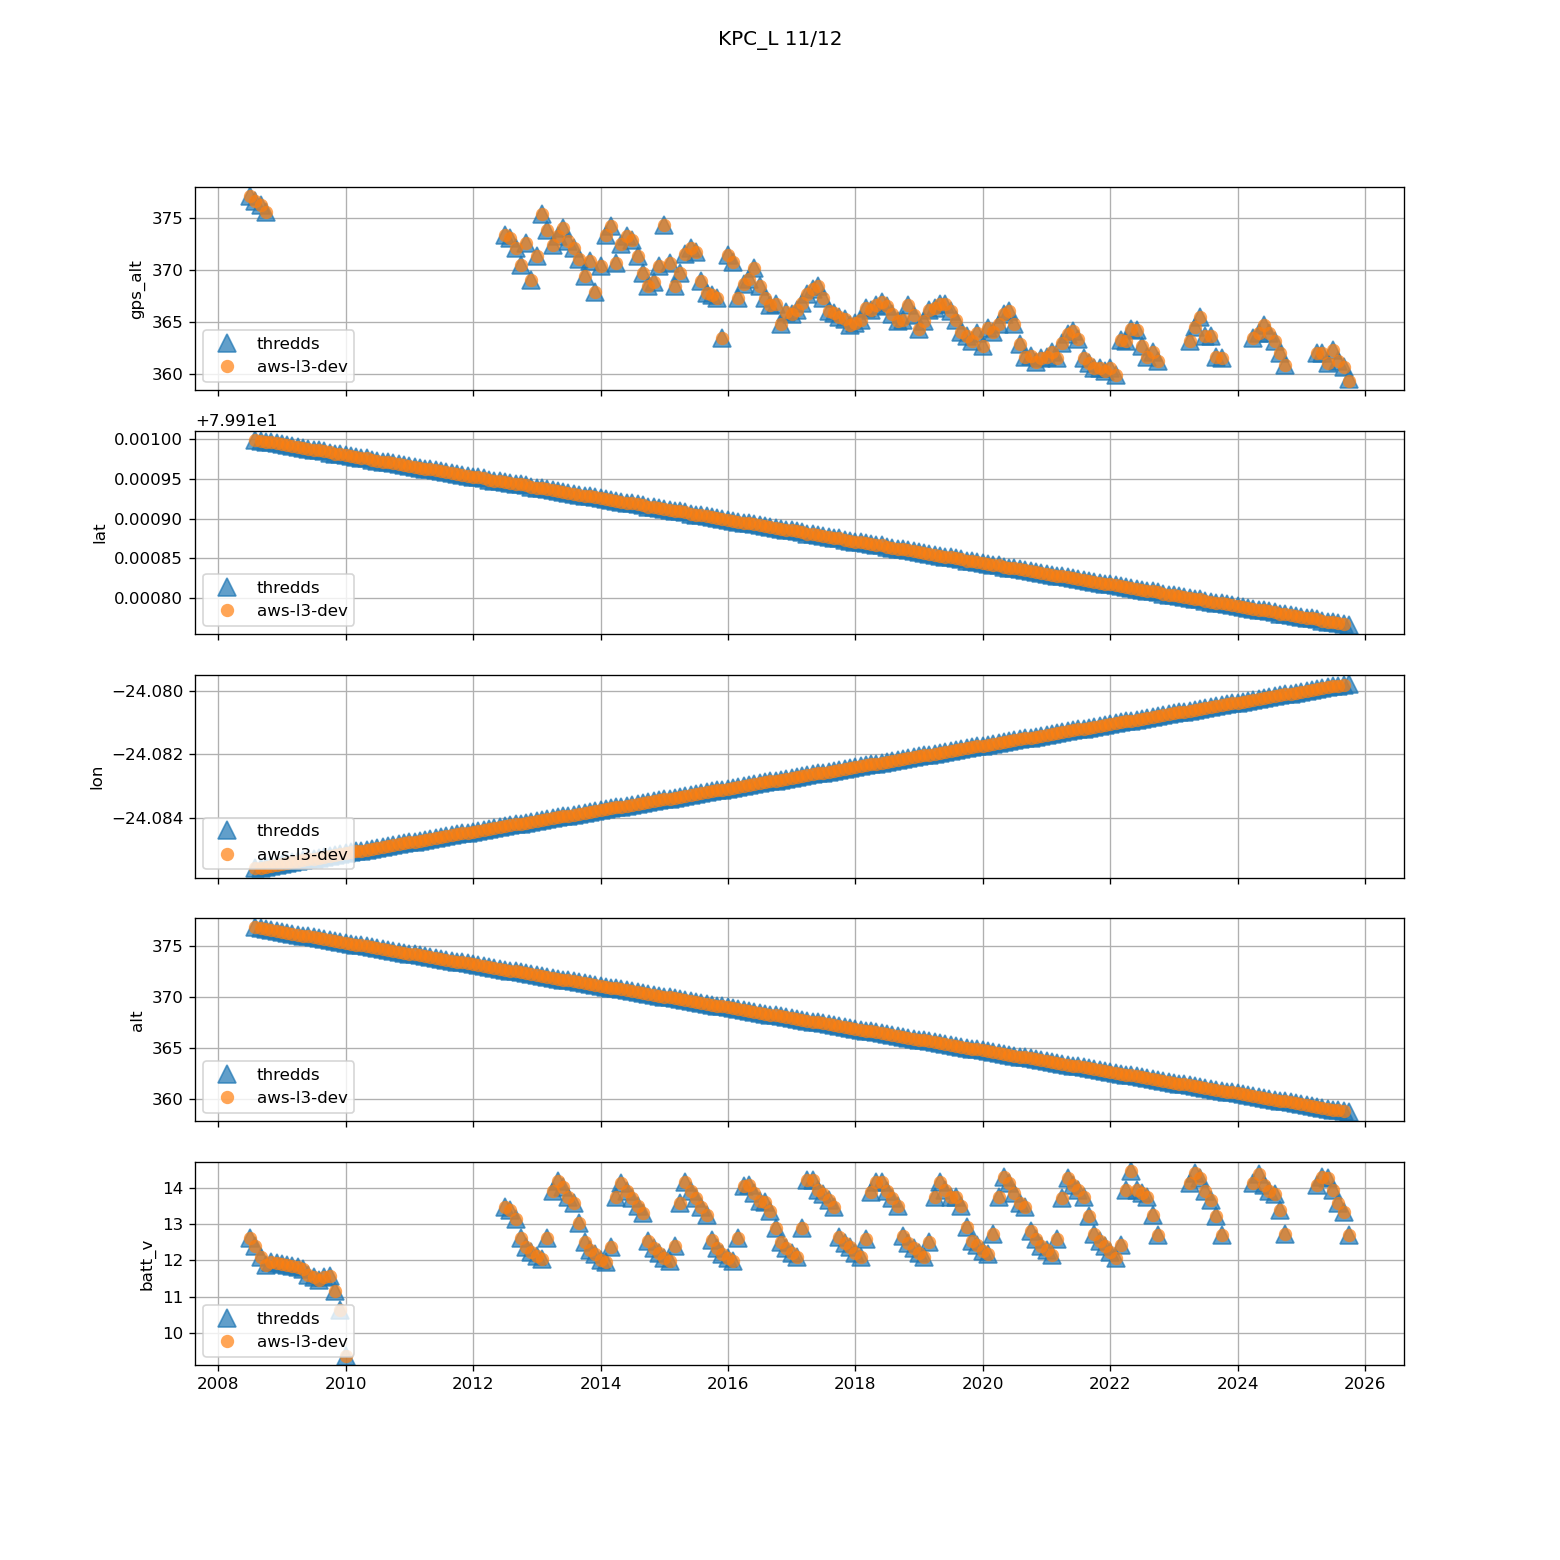 KPC_L 11/12
375
370
365
360
gps_alt
thredds
aws-l3-dev
+7.991e1
0.00100
0.00095
0.00090
0.00085
0.00080
lat
thredds
aws-l3-dev
−24.080
−24.082
−24.084
lon
thredds
aws-l3-dev
375
370
365
360
alt
thredds
aws-l3-dev
14
13
12
11
10
batt_v
thredds
aws-l3-dev
2008 2010 2012 2014 2016 2018 2020 2022 2024 2026